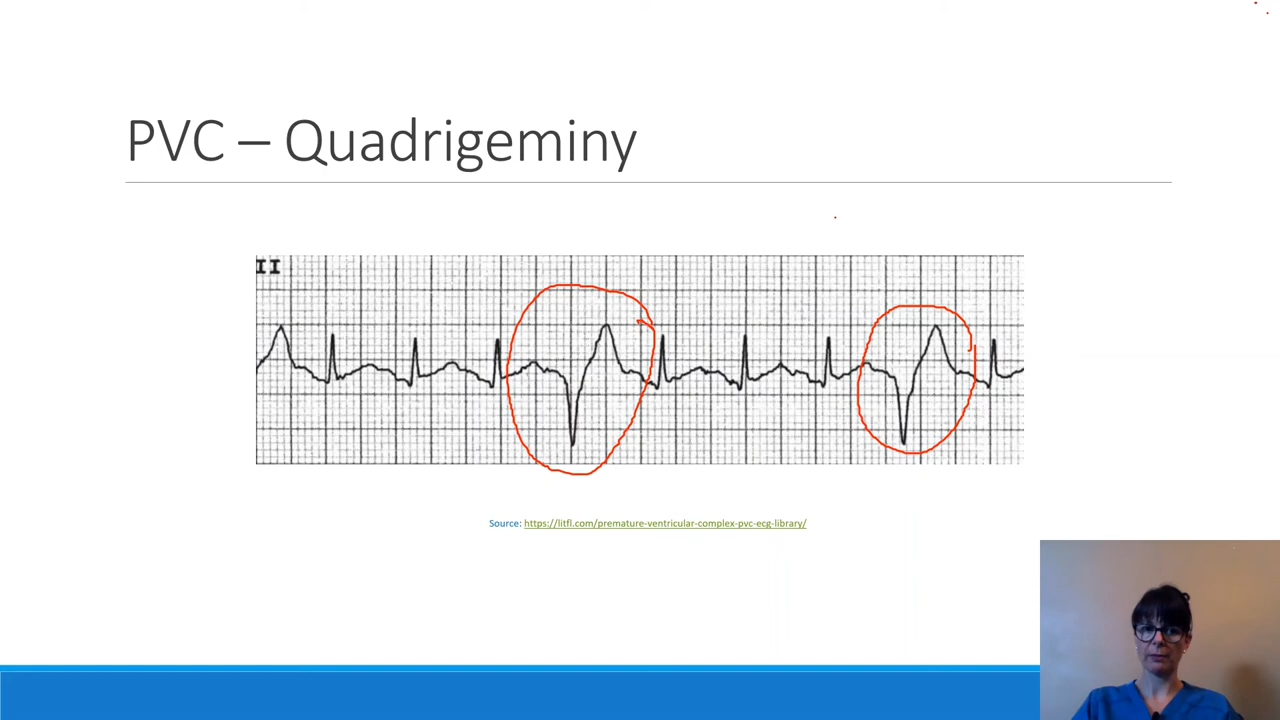 PVC – Quadrigeminy
II
Source: https://litfl.com/premature-ventricular-complex-pvc-ecg-library/